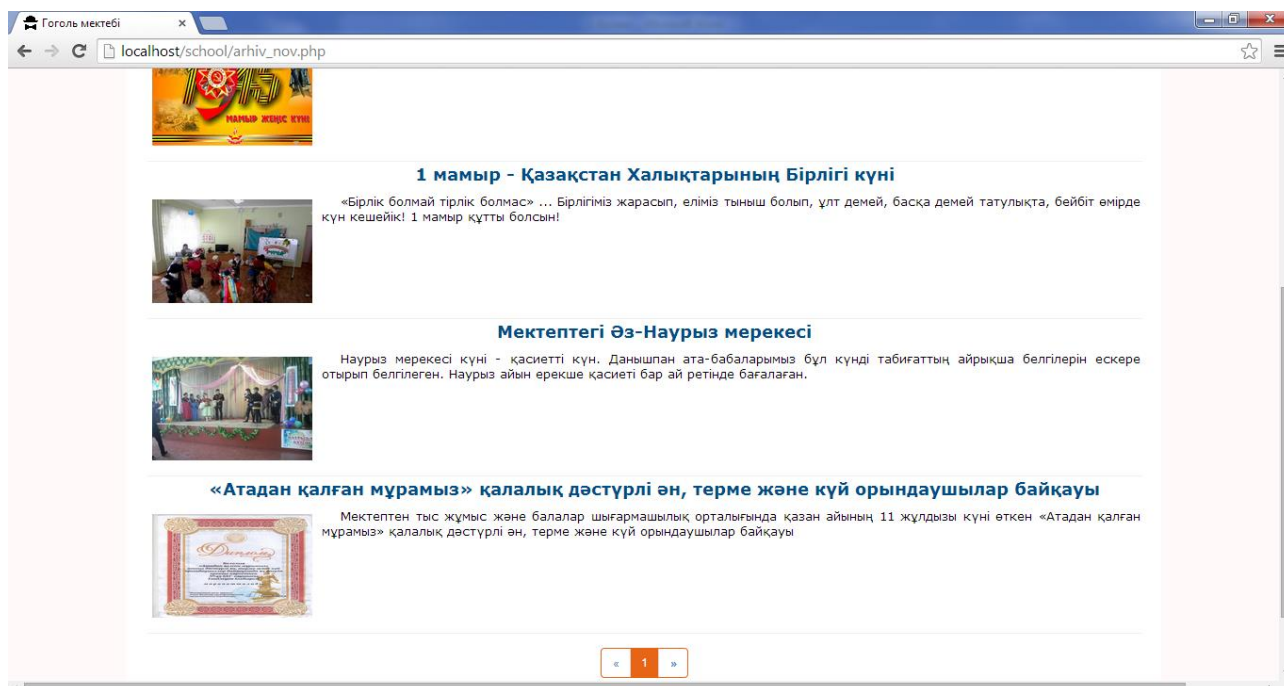 Гоголь мектебі
localhost/school/arhiv_nov.php
1945
МАМЫР ЖЕҢІС КҮНІ
1 мамыр - Қазақстан Халықтарының Бірлігі күні
«Бірлік болмай тірлік болмас» ... Бірлігіміз жарасып, еліміз тыныш болып, ұлт демей, басқа демей татулықта, бейбіт өмірде
күн кешейік! 1 мамыр құтты болсын!
Мектептегі Әз-Наурыз мерекесі
Наурыз мерекесі күні - қасиетті күн. Данышпан ата-бабаларымыз бұл күнді табиғаттың айрықша белгілерін ескере
отырып белгілеген. Наурыз айын ерекше қасиеті бар ай ретінде бағалаған.
«Атадан қалған мұрамыз» қалалық дәстүрлі ән, терме және күй орындаушылар байқауы
Мектептен тыс жұмыс және балалар шығармашылық орталығында қазан айының 11 жұлдызы күні өткен «Атадан қалған
мұрамыз» қалалық дәстүрлі ән, терме және күй орындаушылар байқауы
Диплом
« 1 »